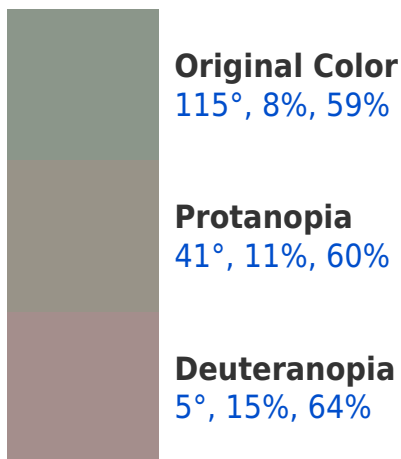 Original Color
115°, 8%, 59%
Protanopia
41°, 11%, 60%
Deuteranopia
5°, 15%, 64%